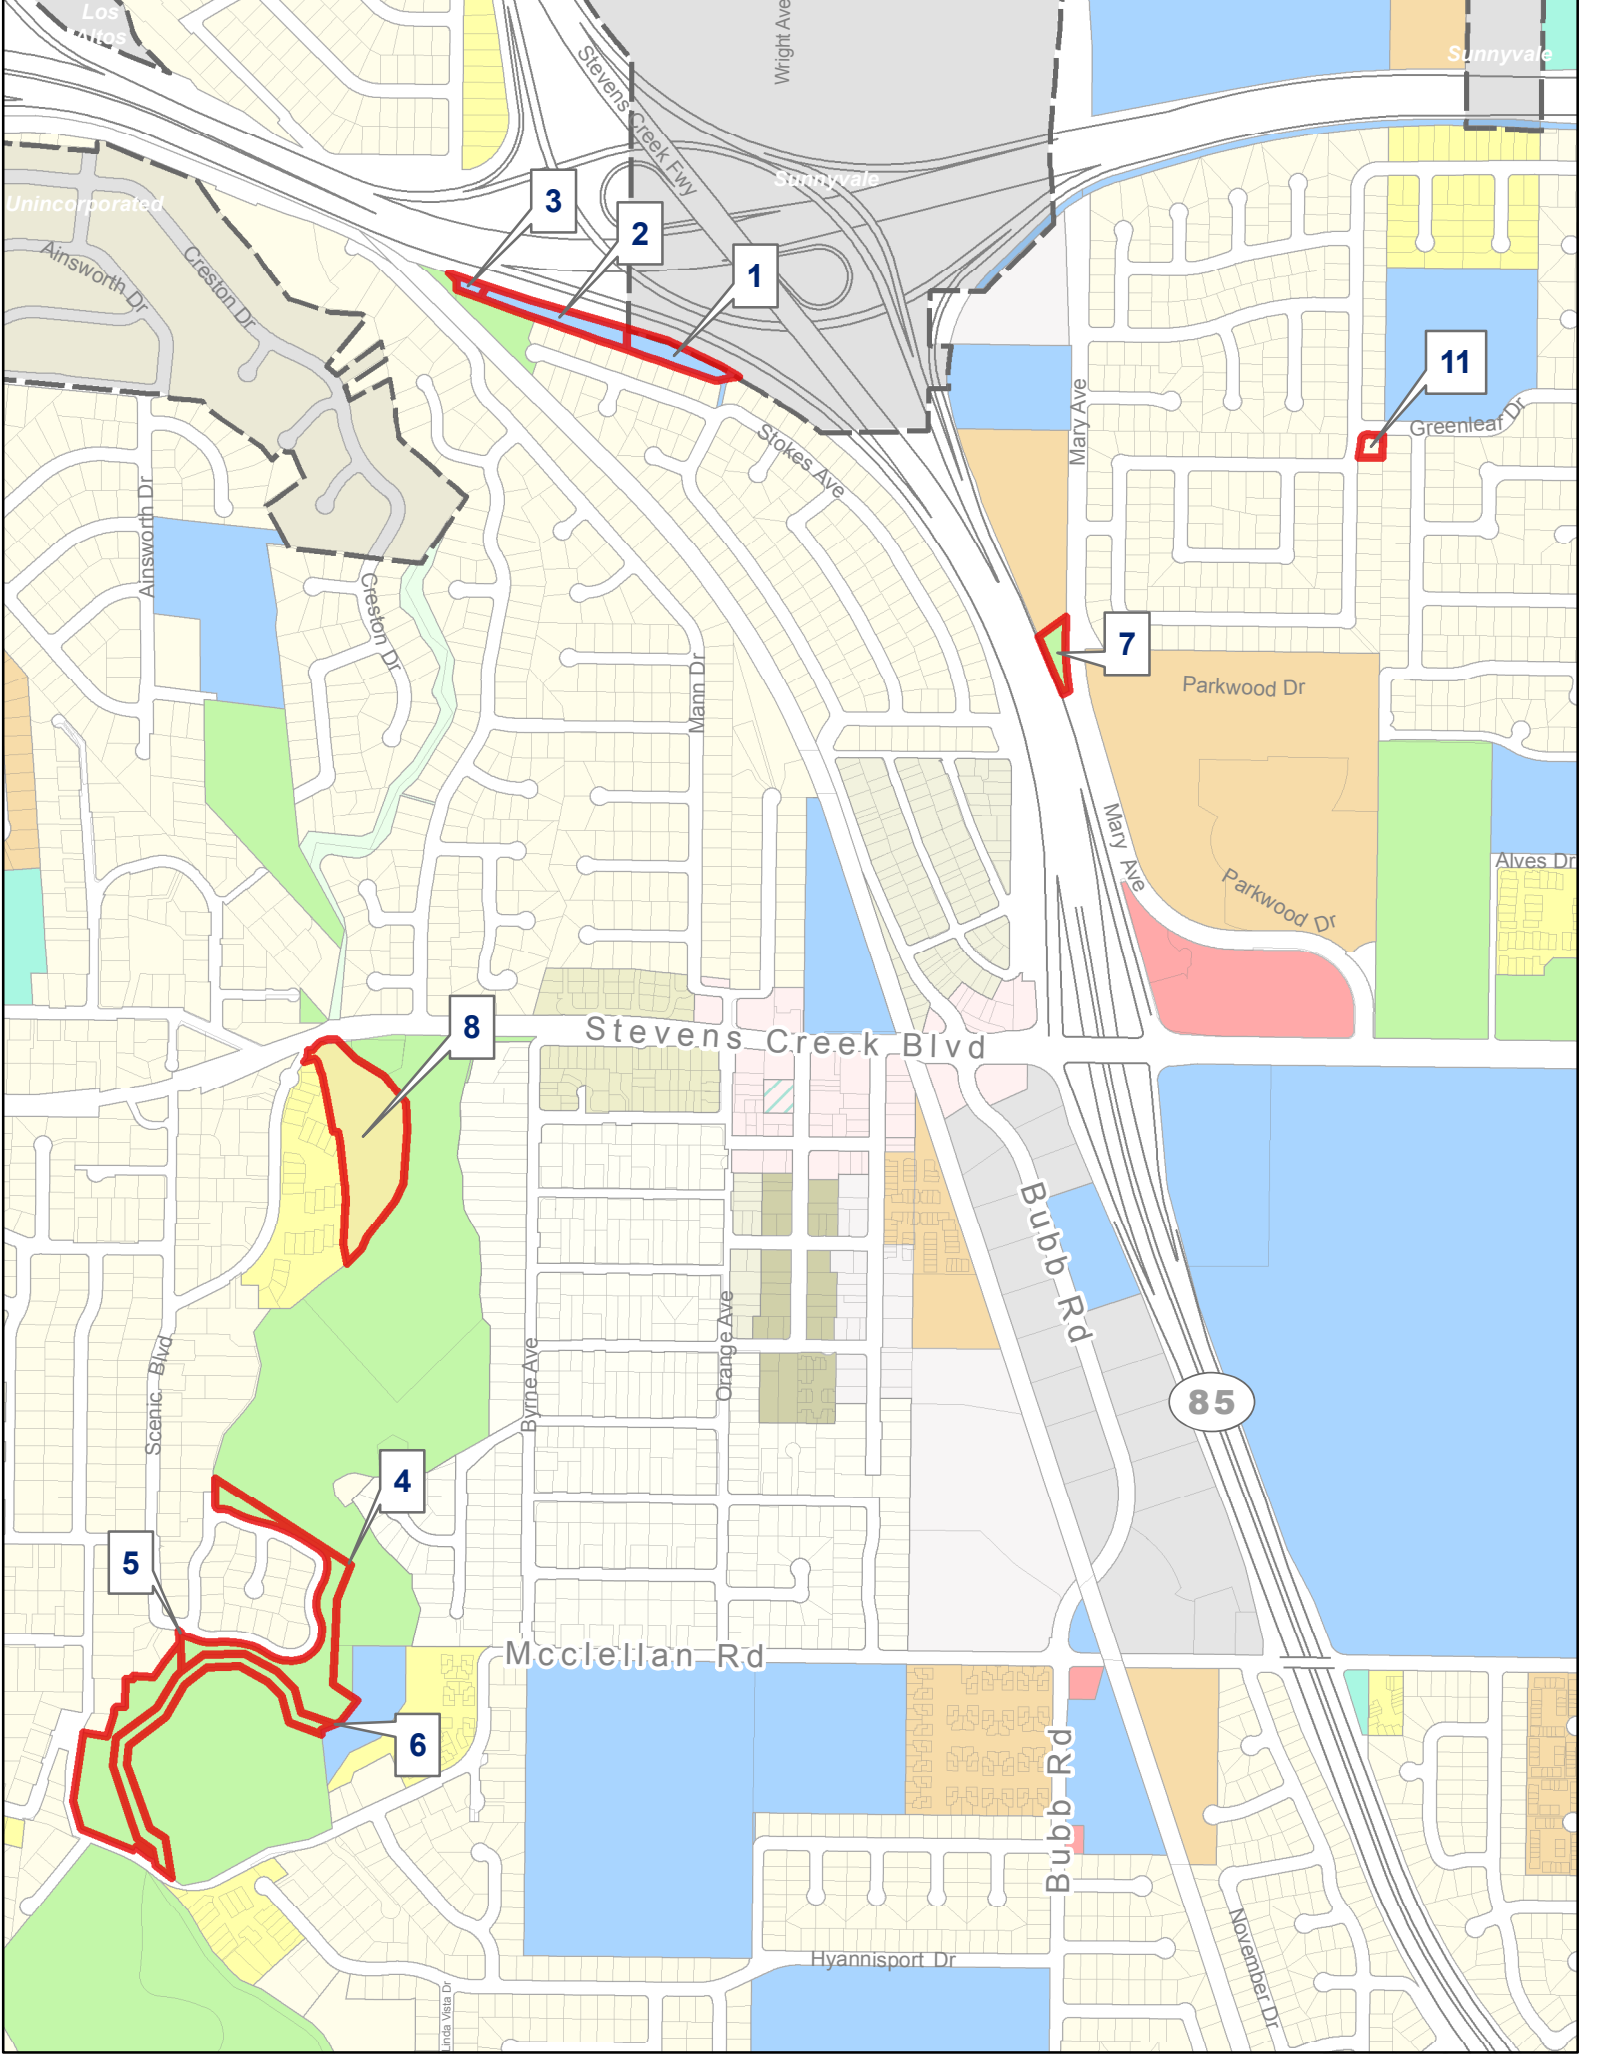 Los
Altos
Stevens Creek Fwy
Wright Ave
Sunnyvale
Sunnyvale
Unincorporated
3
2
1
Ainsworth Dr
Creston Dr
11
Greenleaf Dr
Mary Ave
Stokes Ave
Ainsworth Dr
Creston Dr
7
Parkwood Dr
Mann Dr
Mary Ave
Alves Dr
Parkwood Dr
8
Stevens Creek Blvd
Bubb Rd
Orange Ave
Byrne Ave
Scenic Blvd
85
4
5
Mcclellan Rd
6
Bubb Rd
November Dr
Hyannisport Dr
Linda Vista Dr